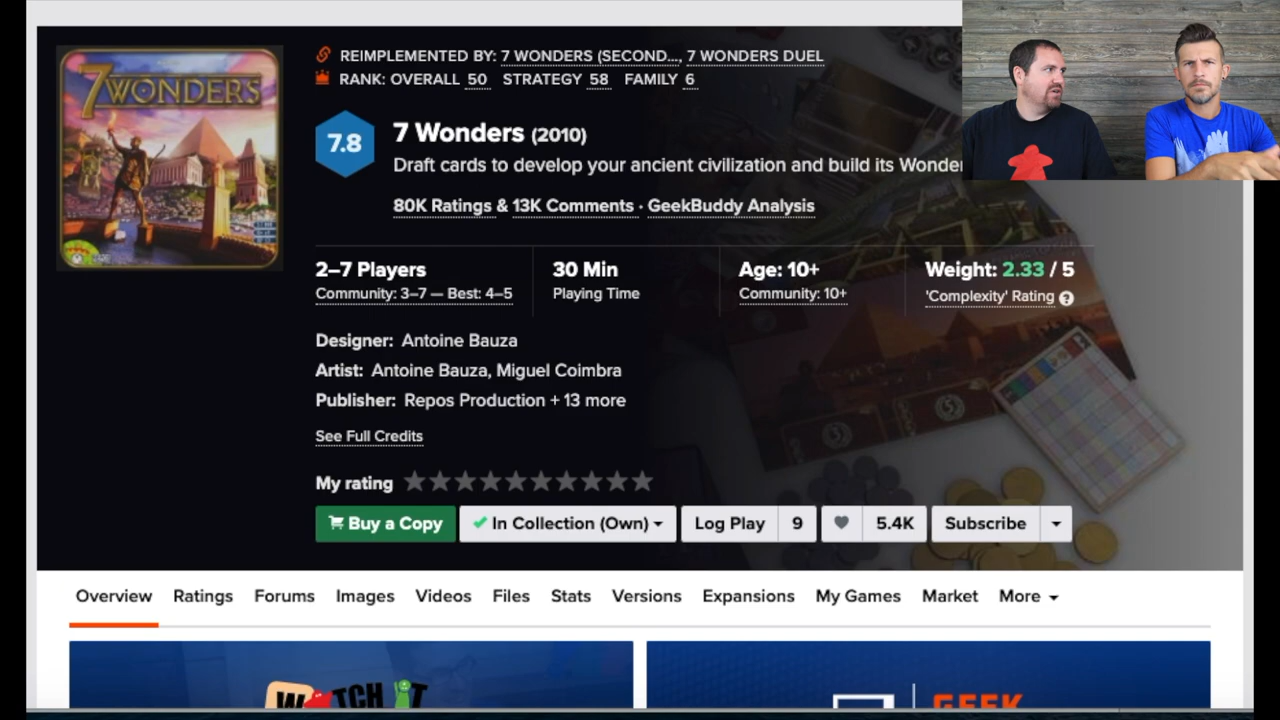 7 WONDERS
REIMPLEMENTED BY: 7 WONDERS (SECOND..., 7 WONDERS DUEL
RANK: OVERALL 50 STRATEGY 58 FAMILY 6
7.8
7 Wonders (2010)
Draft cards to develop your ancient civilization and build its Wonder
80K Ratings & 13K Comments · GeekBuddy Analysis
2–7 Players
Community: 3–7 — Best: 4–5
30 Min
Playing Time
Age: 10+
Community: 10+
Weight: 2.33 / 5
'Complexity' Rating ?
Designer: Antoine Bauza
Artist: Antoine Bauza, Miguel Coimbra
Publisher: Repos Production + 13 more
See Full Credits
My rating
Buy a Copy In Collection (Own) Log Play 9 5.4K Subscribe
Overview Ratings Forums Images Videos Files Stats Versions Expansions My Games Market More
WATCH IT
GEEK